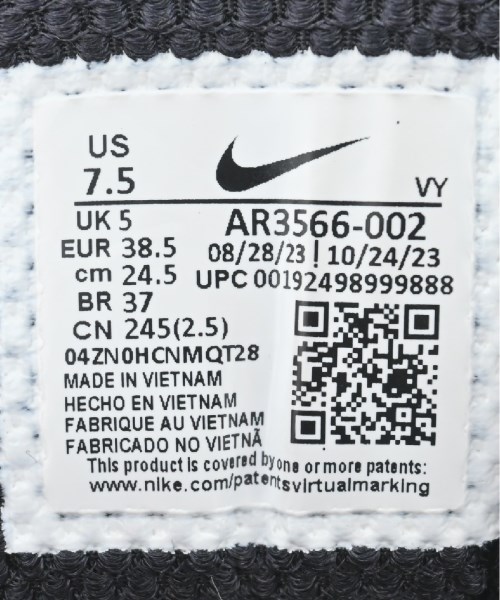 US
7.5
VY
UK 5
AR3566-002
EUR 38.5
08/28/23 | 10/24/23
cm 24.5
UPC 00192498999888
BR 37
CN 245(2.5)
04ZN0HCNMQT28
MADE IN VIETNAM
HECHO EN VIETNAM
FABRIQUE AU VIETNAM
FABRICADO NO VIETNÃ
This product is covered by one or more patents:
www.nike.com/patentsvirtualmarking